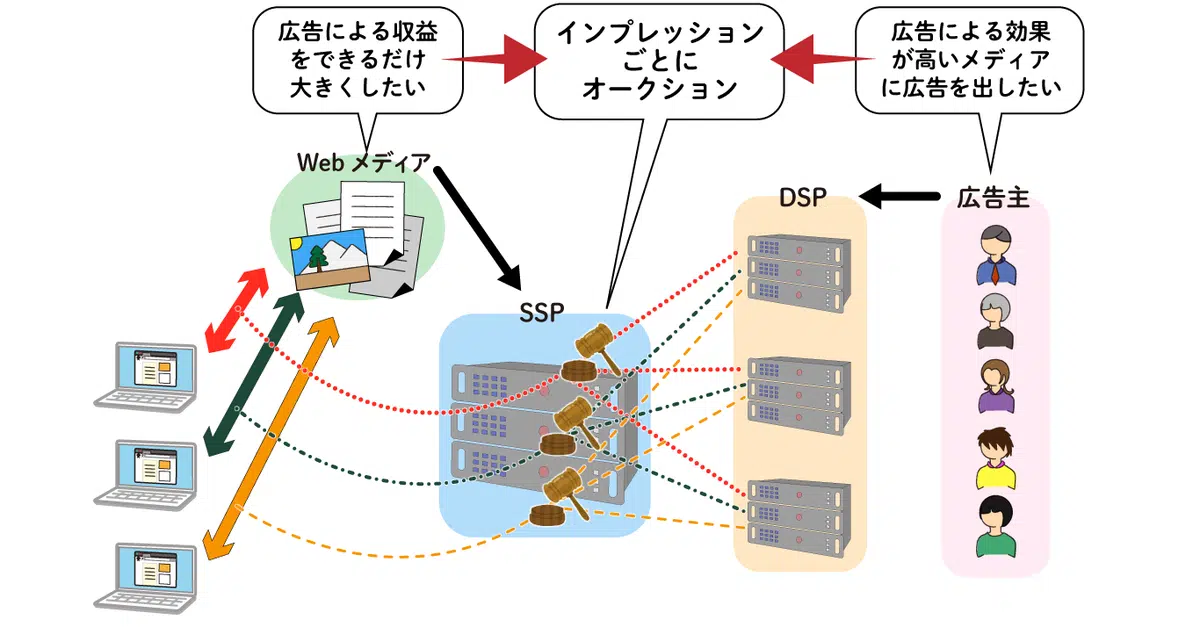 広告による収益
をできるだけ
大きくしたい
インプレッション
ごとに
オークション
広告による効果
が高いメディア
に広告を出したい
Web メディア
DSP
広告主
SSP